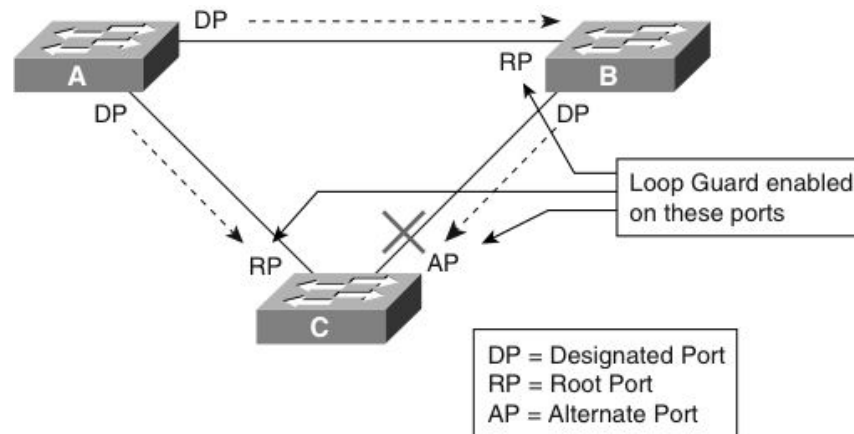 DP
A
RP
B
DP
DP
Loop Guard enabled
on these ports
RP
AP
C
DP = Designated Port
RP = Root Port
AP = Alternate Port